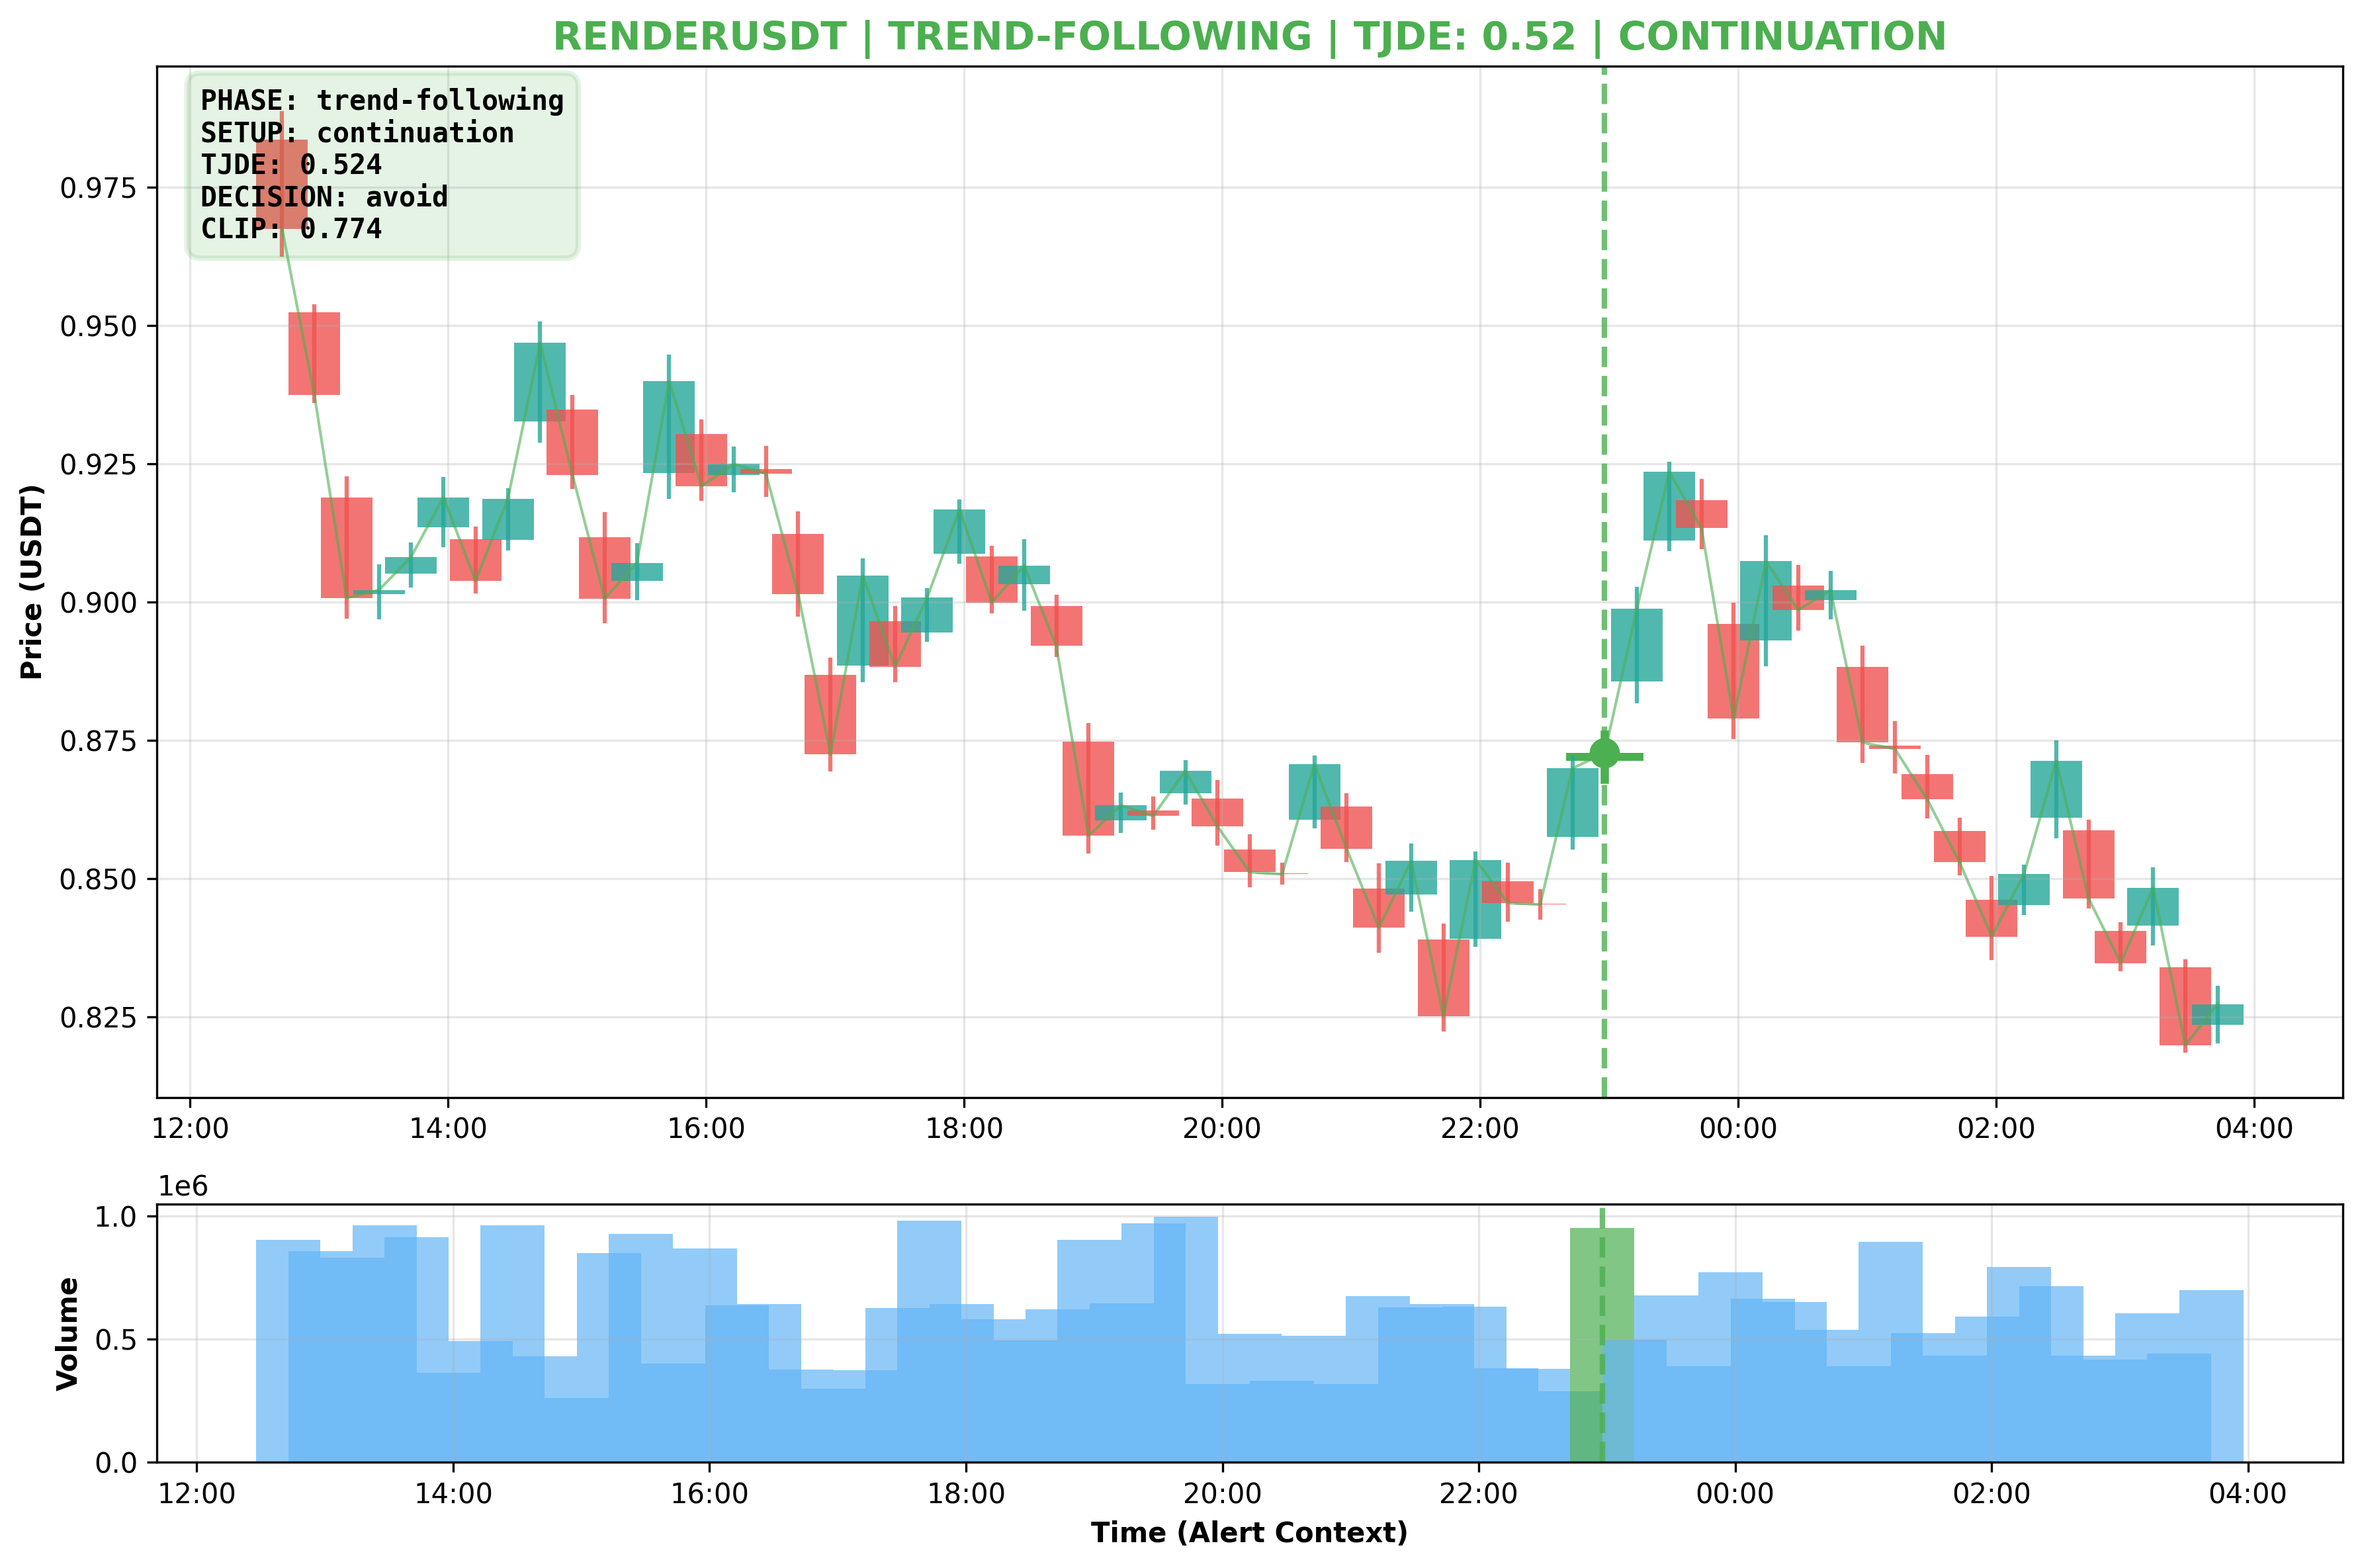 RENDERUSDT | TREND-FOLLOWING | TJDE: 0.52 | CONTINUATION
PHASE: trend-following
SETUP: continuation
TJDE: 0.524
DECISION: avoid
CLIP: 0.774
Price (USDT)
0.975
0.950
0.925
0.900
0.875
0.850
0.825
12:00 14:00 16:00 18:00 20:00 22:00 00:00 02:00 04:00
1e6
Volume
1.0
0.5
0.0
12:00 14:00 16:00 18:00 20:00 22:00 00:00 02:00 04:00
Time (Alert Context)